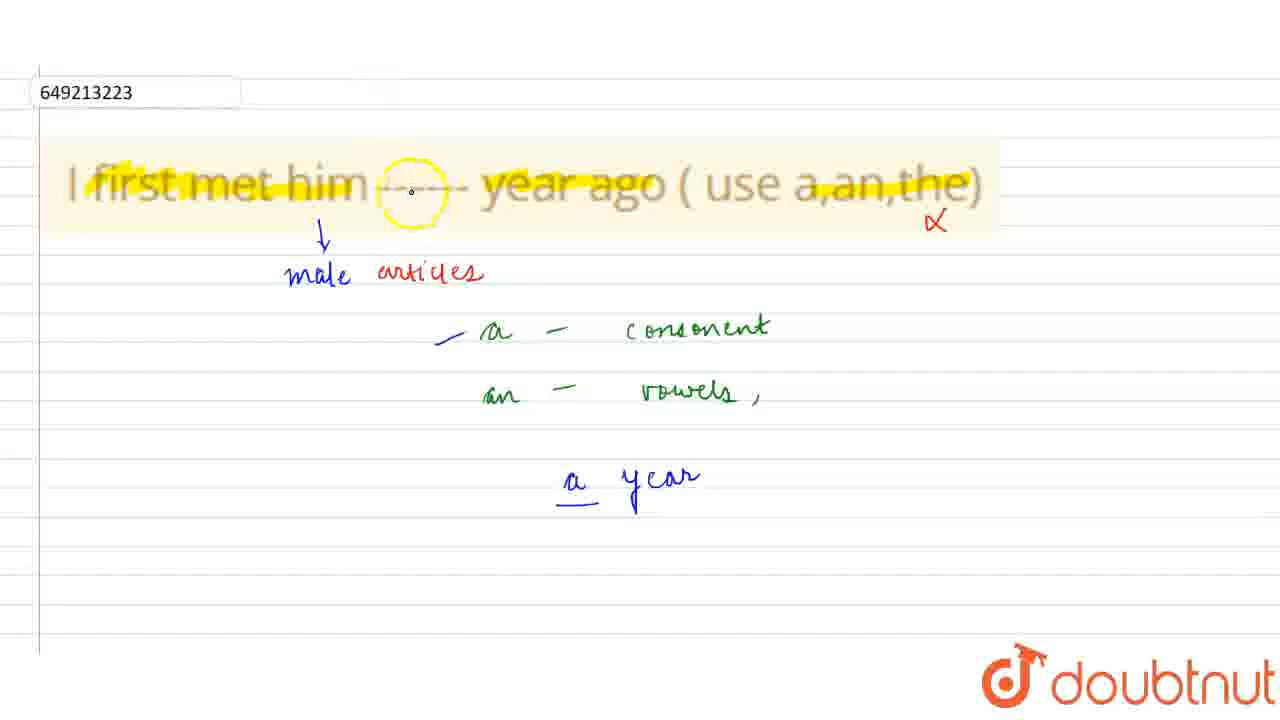 649213223
I first met him ------- year ago ( use a,an,the)
male articles
a - consonent
an - vowels,
a year
doubtnut